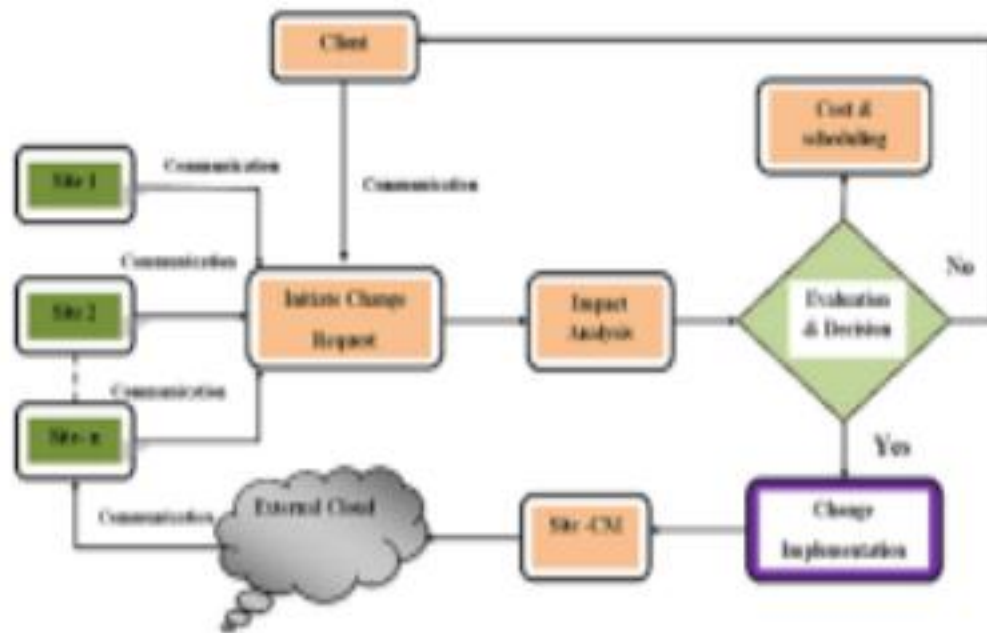 Client
Cost &
scheduling
Communication
Site 1
Communication
Communication
No
Site 2
Initiate Change
Request
Impact
Analysis
Evaluation
& Decision
Communication
Site- n
Yes
External Cloud
Communication
Site -CM
Change
Implementation